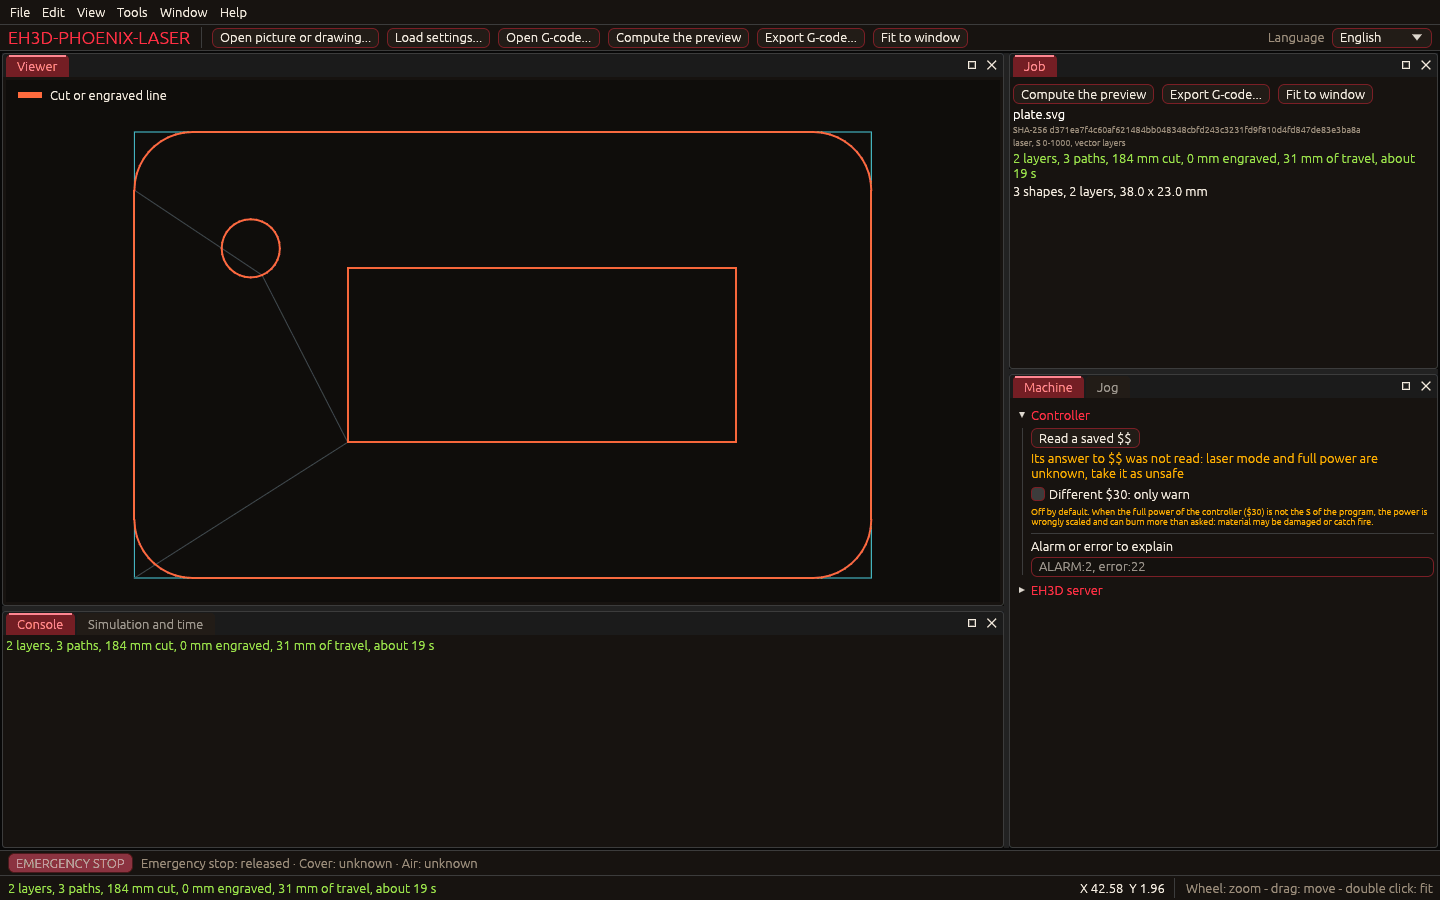 File Edit View Tools Window Help
EH3D-PHOENIX-LASER Open picture or drawing... Load settings... Open G-code... Compute the preview Export G-code... Fit to window Language English
Viewer
Cut or engraved line
Job
Compute the preview Export G-code... Fit to window
plate.svg
SHA-256 d371ea7f4c60af621484bb048348cbfd243c3231fd9f810d4fd847de83e3ba8a
laser, S 0-1000, vector layers
2 layers, 3 paths, 184 mm cut, 0 mm engraved, 31 mm of travel, about
19 s
3 shapes, 2 layers, 38.0 x 23.0 mm
Machine Jog
Controller
Read a saved $$
Its answer to $$ was not read: laser mode and full power are
unknown, take it as unsafe
Different $30: only warn
Off by default. When the full power of the controller ($30) is not the S of the program, the power is
wrongly scaled and can burn more than asked: material may be damaged or catch fire.
Alarm or error to explain
ALARM:2, error:22
EH3D server
Console Simulation and time
2 layers, 3 paths, 184 mm cut, 0 mm engraved, 31 mm of travel, about 19 s
EMERGENCY STOP Emergency stop: released · Cover: unknown · Air: unknown
2 layers, 3 paths, 184 mm cut, 0 mm engraved, 31 mm of travel, about 19 s
X 42.58 Y 1.96 Wheel: zoom - drag: move - double click: fit